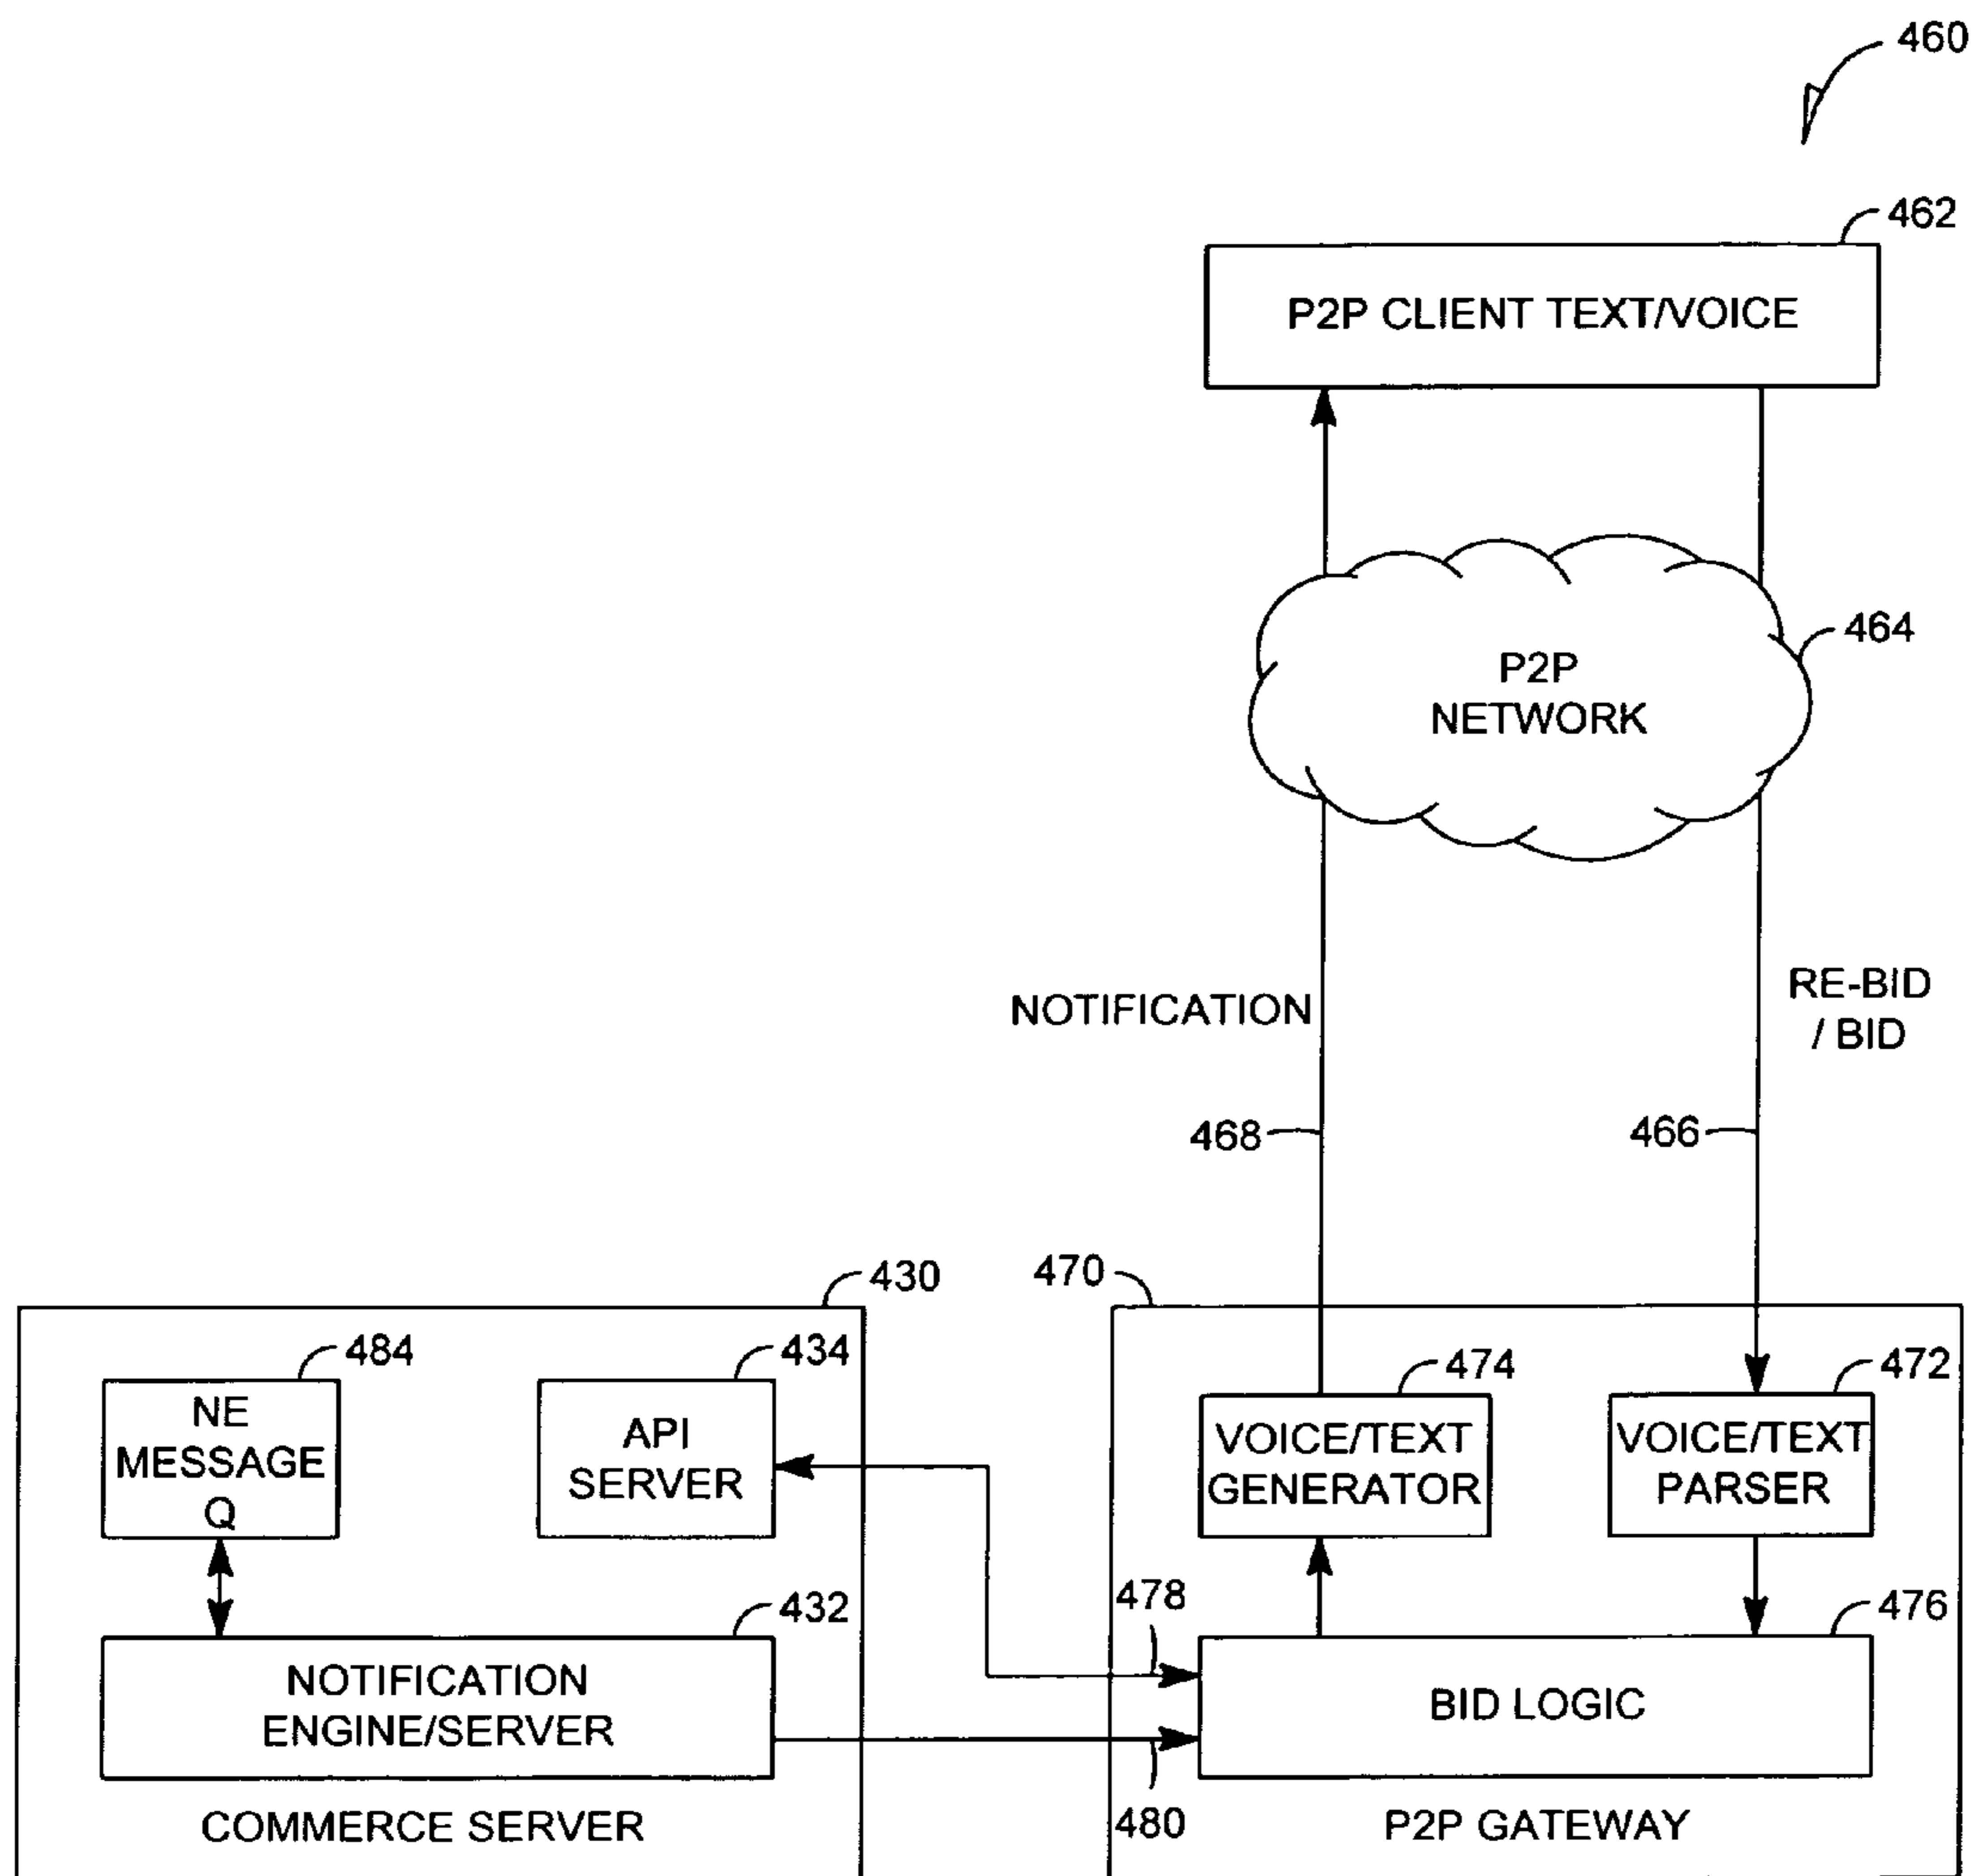 460
462
P2P CLIENT TEXT/VOICE
464
P2P
NETWORK
NOTIFICATION
RE-BID
/ BID
468
466
430
470
484
434
474
472
NE
MESSAGE
Q
API
SERVER
VOICE/TEXT
GENERATOR
VOICE/TEXT
PARSER
478
432
476
NOTIFICATION
ENGINE/SERVER
BID LOGIC
480
COMMERCE SERVER
P2P GATEWAY